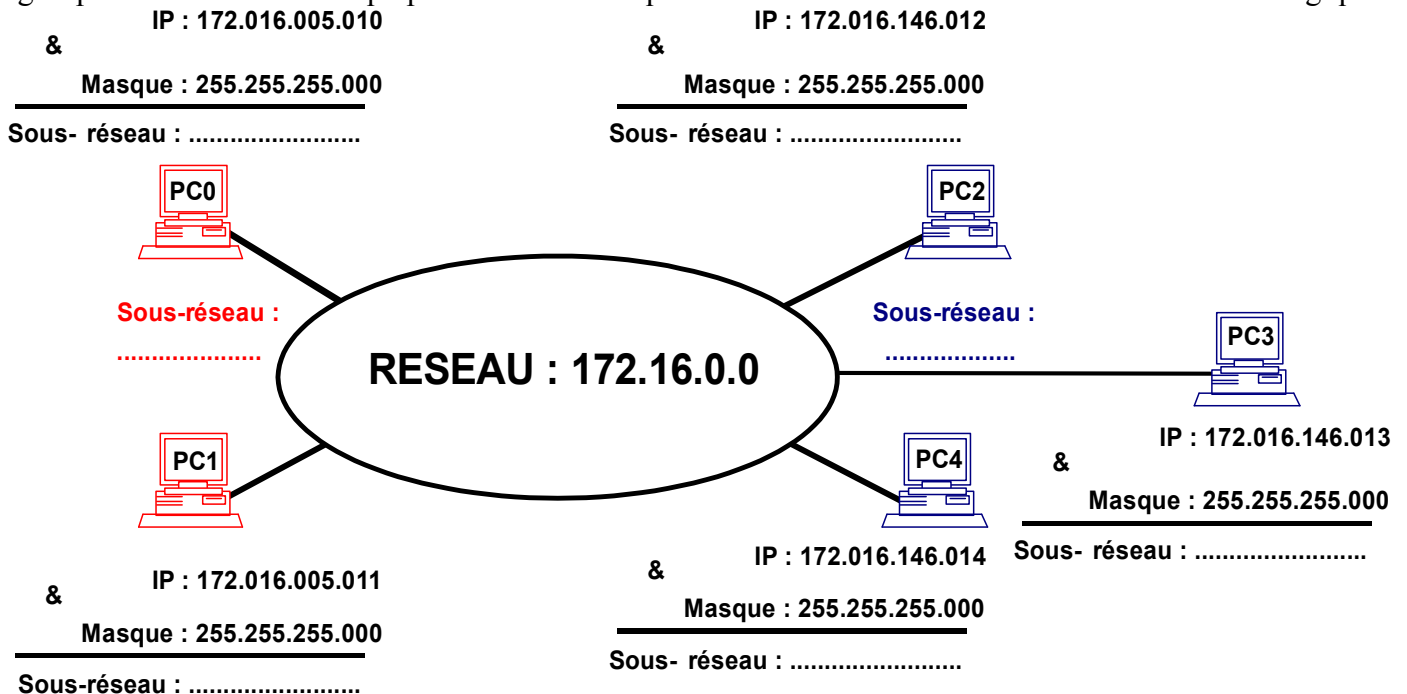 IP : 172.016.005.010
&
Masque : 255.255.255.000
Sous- réseau : .........................
IP : 172.016.146.012
&
Masque : 255.255.255.000
Sous- réseau : .........................
PC0
PC2
Sous-réseau :
.....................
RESEAU : 172.16.0.0
Sous-réseau :
...................
PC3
IP : 172.016.146.013
&
Masque : 255.255.255.000
Sous- réseau : .........................
PC1
PC4
IP : 172.016.005.011
&
Masque : 255.255.255.000
Sous-réseau : .........................
IP : 172.016.146.014
&
Masque : 255.255.255.000
Sous- réseau : .........................